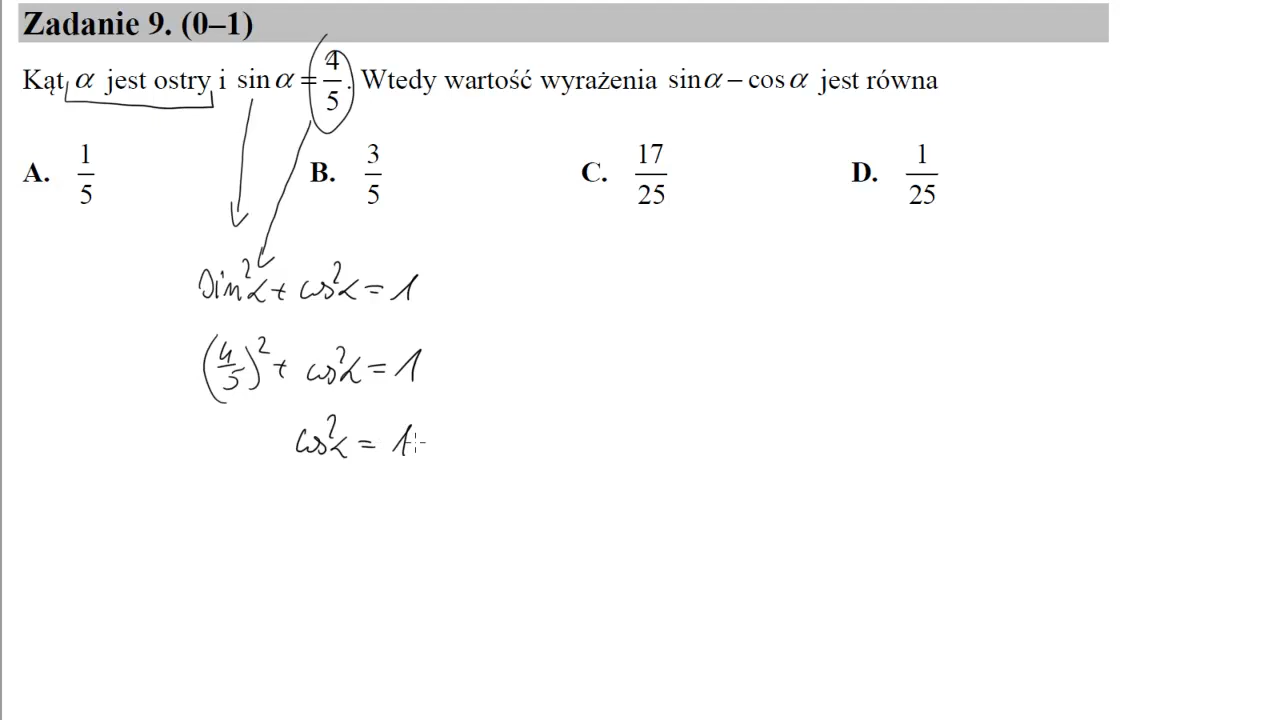 Zadanie 9. (0–1)
Kąt α jest ostry i sin α = 4/5. Wtedy wartość wyrażenia sin α – cos α jest równa
A. 1/5 B. 3/5 C. 17/25 D. 1/25
sin²α + cos²α = 1
(4/5)² + cos²α = 1
cos²α = 1 -